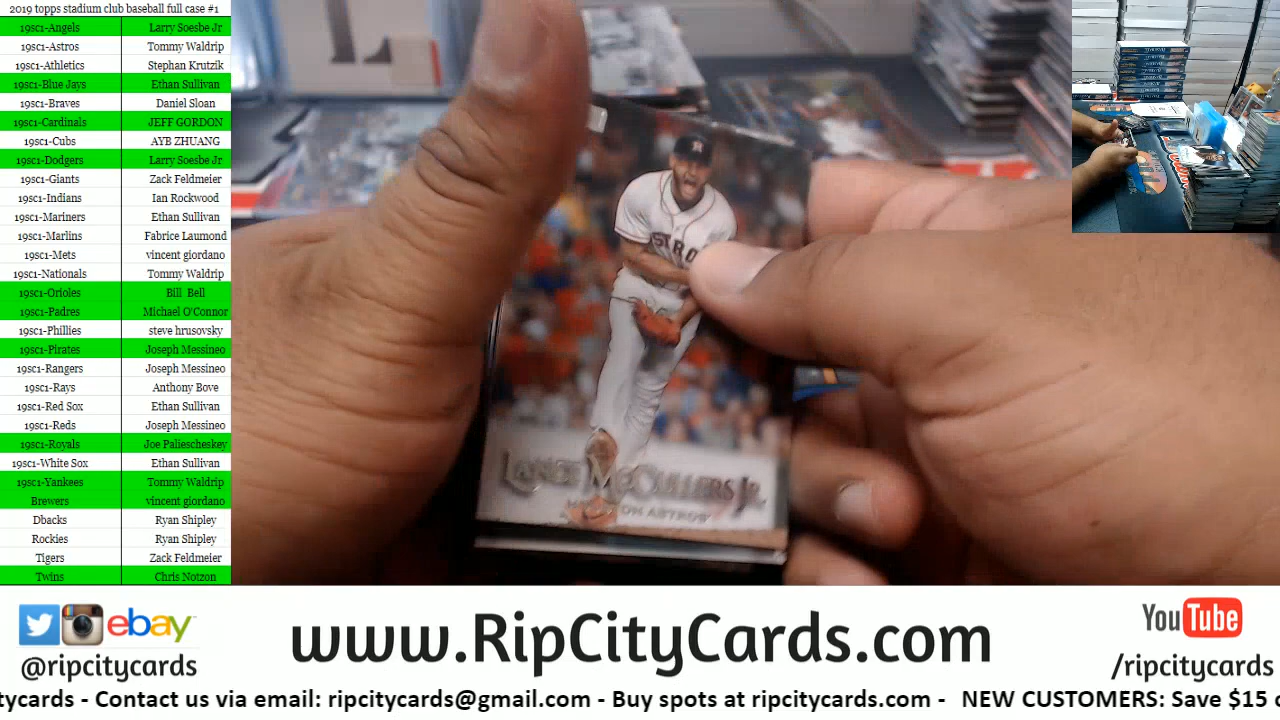 2019 topps stadium club baseball full case #1
19sc1-Angels Larry Soesbe Jr
19sc1-Astros Tommy Waldrip
19sc1-Athletics Stephan Krutzik
19sc1-Blue Jays Ethan Sullivan
19sc1-Braves Daniel Sloan
19sc1-Cardinals JEFF GORDON
19sc1-Cubs AYB ZHUANG
19sc1-Dodgers Larry Soesbe Jr
19sc1-Giants Zack Feldmeier
19sc1-Indians Ian Rockwood
19sc1-Mariners Ethan Sullivan
19sc1-Marlins Fabrice Laumond
19sc1-Mets vincent giordano
19sc1-Nationals Tommy Waldrip
19sc1-Orioles Bill Bell
19sc1-Padres Michael O'Connor
19sc1-Phillies steve hrusovsky
19sc1-Pirates Joseph Messineo
19sc1-Rangers Joseph Messineo
19sc1-Rays Anthony Bove
19sc1-Red Sox Ethan Sullivan
19sc1-Reds Joseph Messineo
19sc1-Royals Joe Paliescheskey
19sc1-White Sox Ethan Sullivan
19sc1-Yankees Tommy Waldrip
Brewers vincent giordano
Dbacks Ryan Shipley
Rockies Ryan Shipley
Tigers Zack Feldmeier
Twins Chris Notzon
H
STRO
LANCE McCULLERS JR.
ON ASTROS
ebay
@ripcitycards
www.RipCityCards.com
YouTube
/ripcitycards
tycards - Contact us via email: ripcitycards@gmail.com - Buy spots at ripcitycards.com - NEW CUSTOMERS: Save $15 o